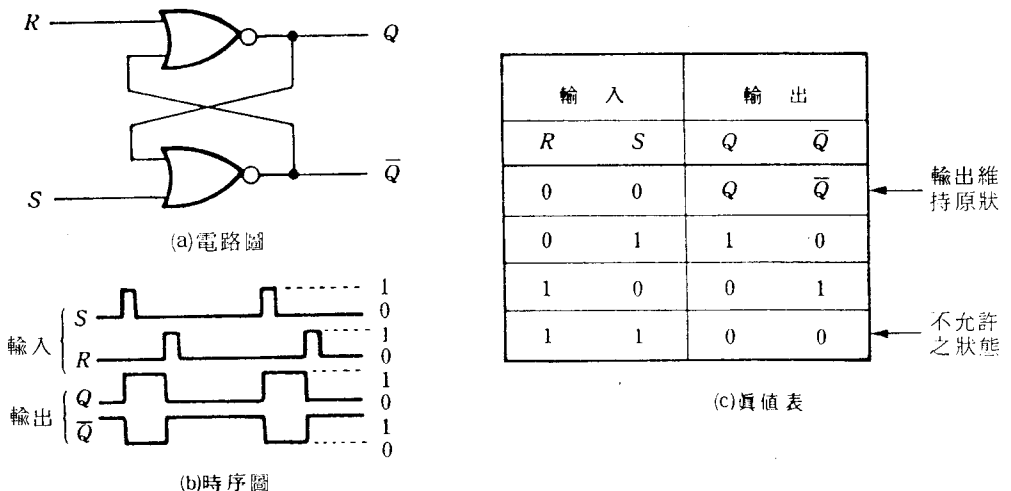 R
Q
Q̅
S
(a)電路圖
S
1
0
輸入
R
1
0
輸出
Q
1
0
Q̅
1
0
(b)時序圖
輸 入 輸 出
R S Q Q̅
0 0 Q Q̅
輸出維
持原狀
0 1 1 0
1 0 0 1
1 1 0 0
不允許
之狀態
(c)眞值表